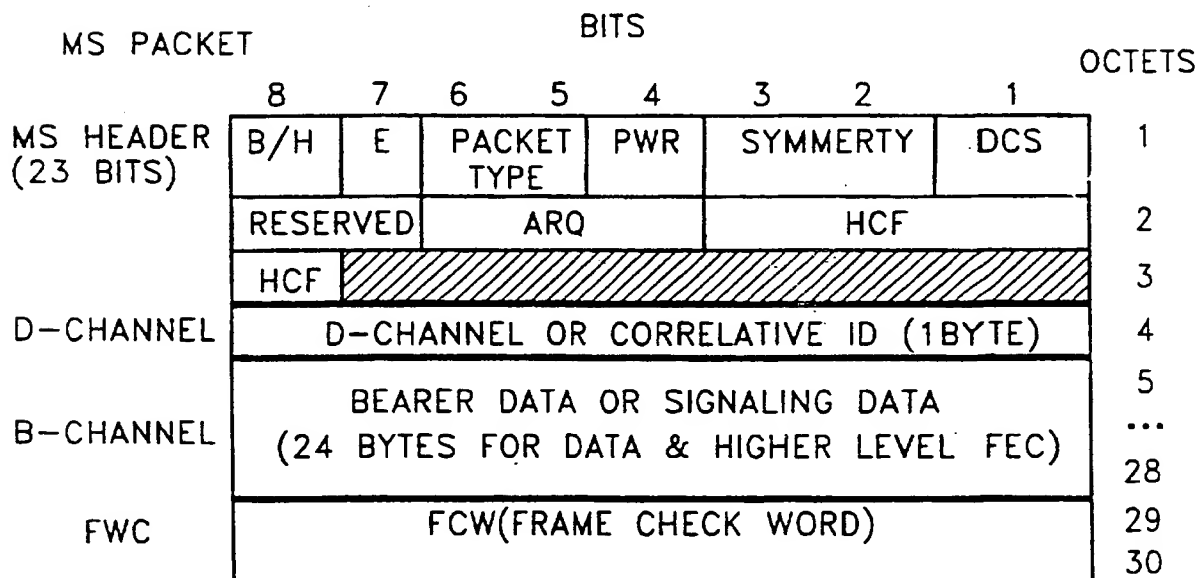 BITS
MS PACKET
OCTETS
8 7 6 5 4 3 2 1
MS HEADER B/H E PACKET PWR SYMMERTY DCS 1
(23 BITS) TYPE
RESERVED ARQ HCF 2
HCF 3
D-CHANNEL D-CHANNEL OR CORRELATIVE ID (1BYTE) 4
5
BEARER DATA OR SIGNALING DATA
B-CHANNEL ...
(24 BYTES FOR DATA & HIGHER LEVEL FEC)
28
FWC FCW(FRAME CHECK WORD) 29
30